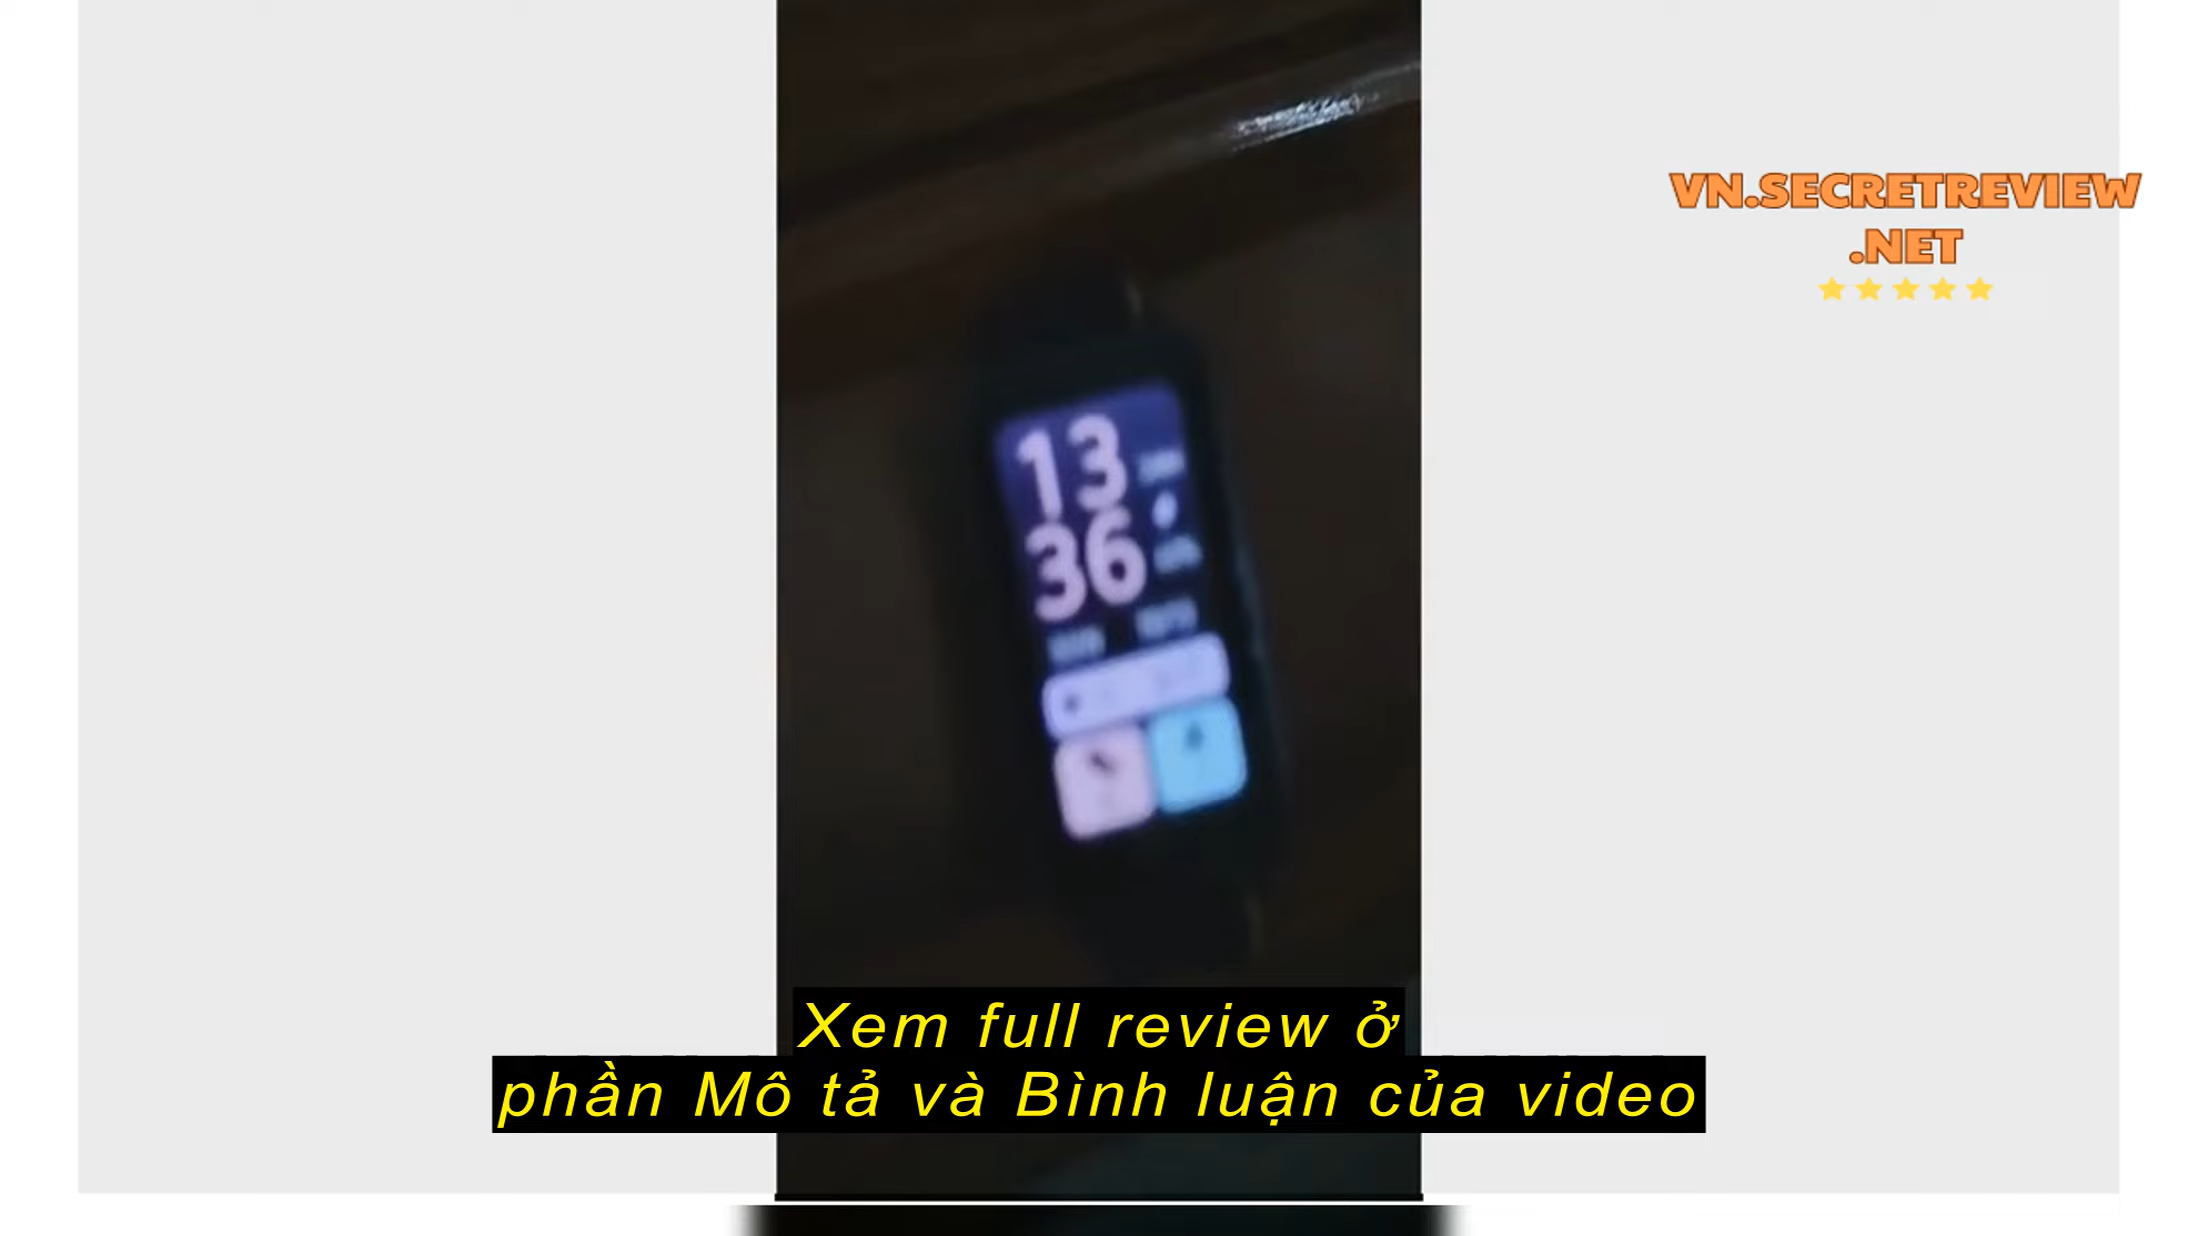 VN.SECRETREVIEW
.NET
13
36
Xem full review ở
phần Mô tả và Bình luận của video